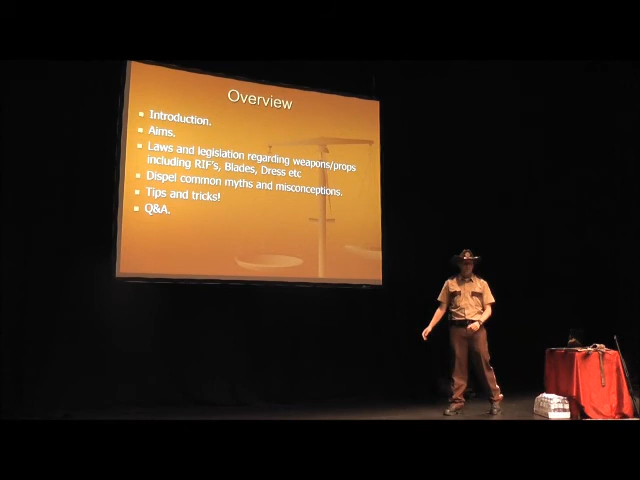 Overview
Introduction.
Aims.
Laws and legislation regarding weapons/props
including RIF's, Blades, Dress etc
Dispel common myths and misconceptions.
Tips and tricks!
Q&A.